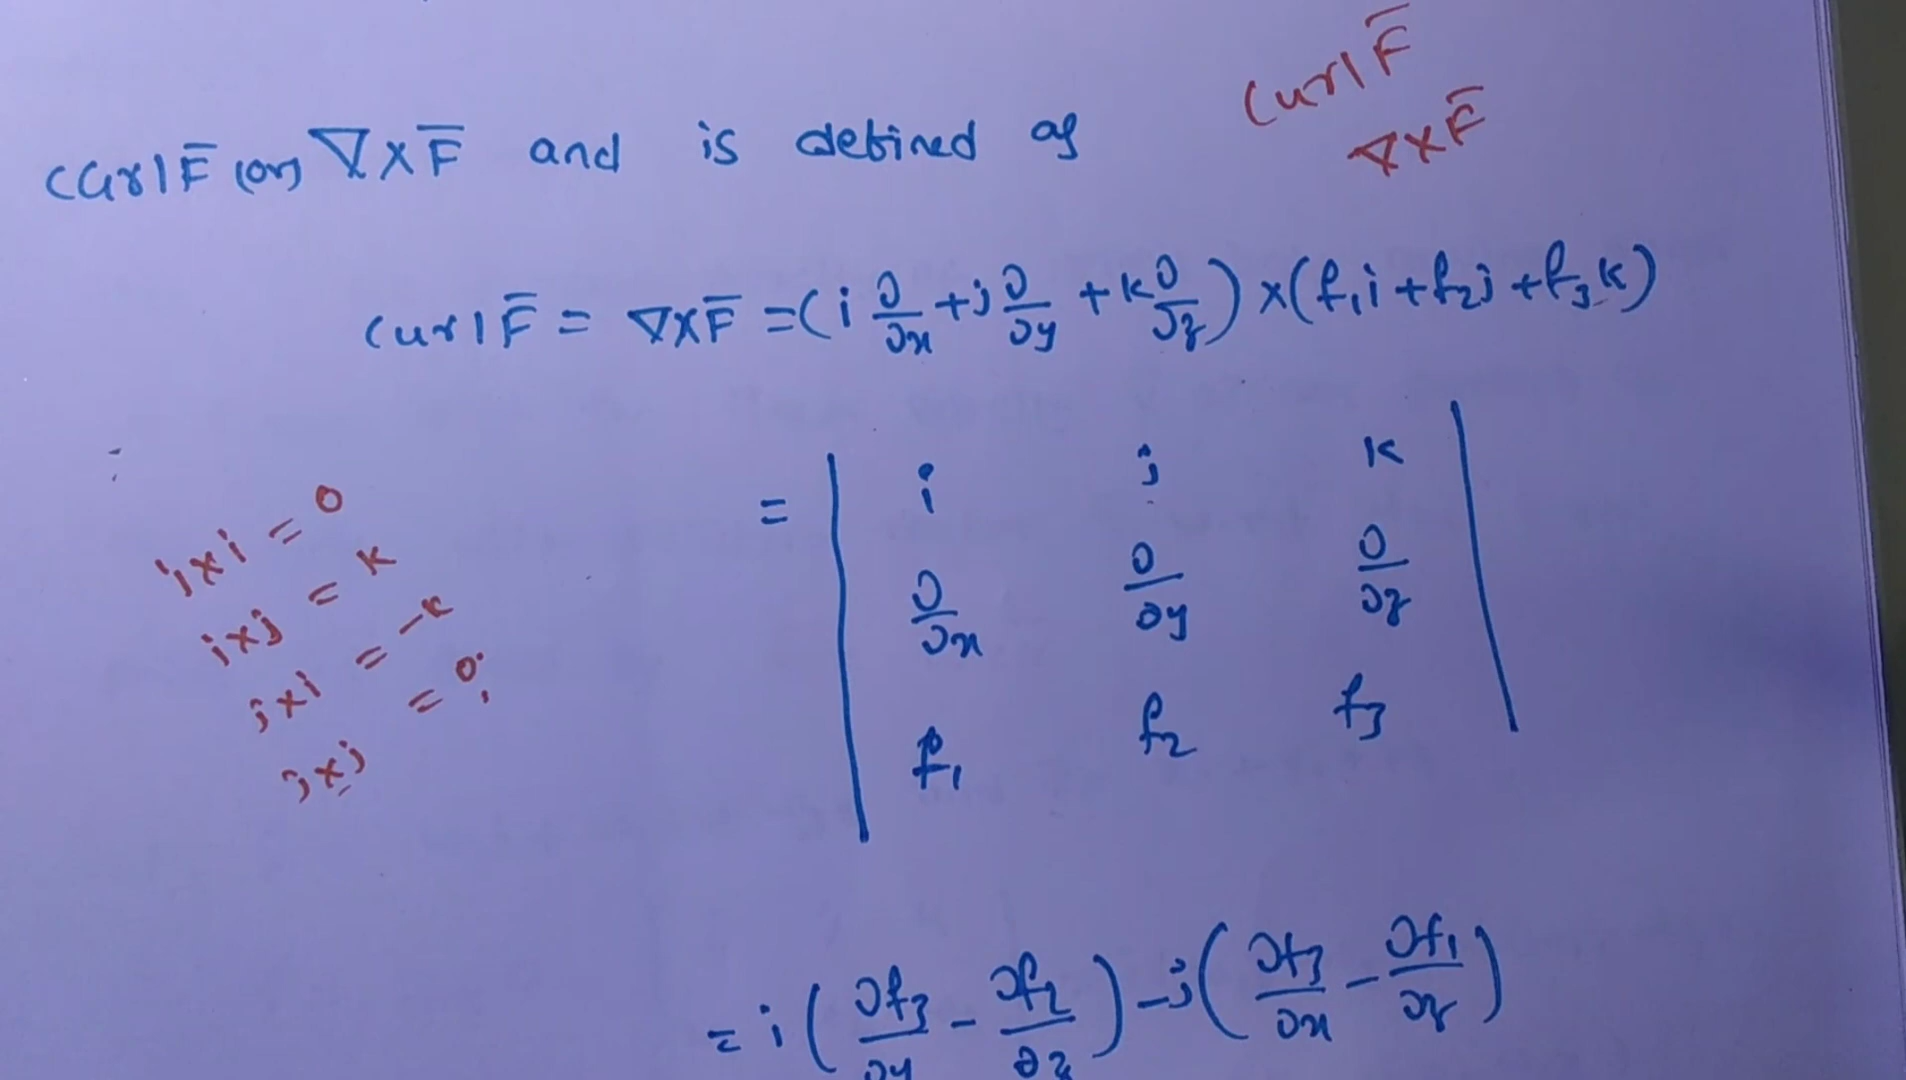 curl F̅ (or) ∇×F̅ and is defined as
curl F̅
∇×F̅
curl F̅ = ∇×F̅ = (i ∂/∂x + j ∂/∂y + k ∂/∂z) × (f₁i + f₂j + f₃k)
= | i j k |
| ∂/∂x ∂/∂y ∂/∂z |
| f₁ f₂ f₃ |
i×i = 0
i×j = k
j×i = -k
j×j = 0
= i(∂f₃/∂y - ∂f₂/∂z) - j(∂f₃/∂x - ∂f₁/∂z)